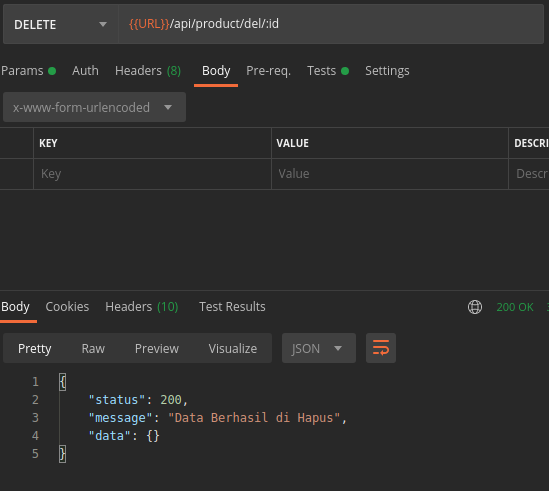 DELETE {{URL}}/api/product/del/:id
Params Auth Headers (8) Body Pre-req. Tests Settings
x-www-form-urlencoded
KEY VALUE DESCRI
Key Value Descr
Body Cookies Headers (10) Test Results 200 OK
Pretty Raw Preview Visualize JSON
1 {
2 "status": 200,
3 "message": "Data Berhasil di Hapus",
4 "data": {}
5 }